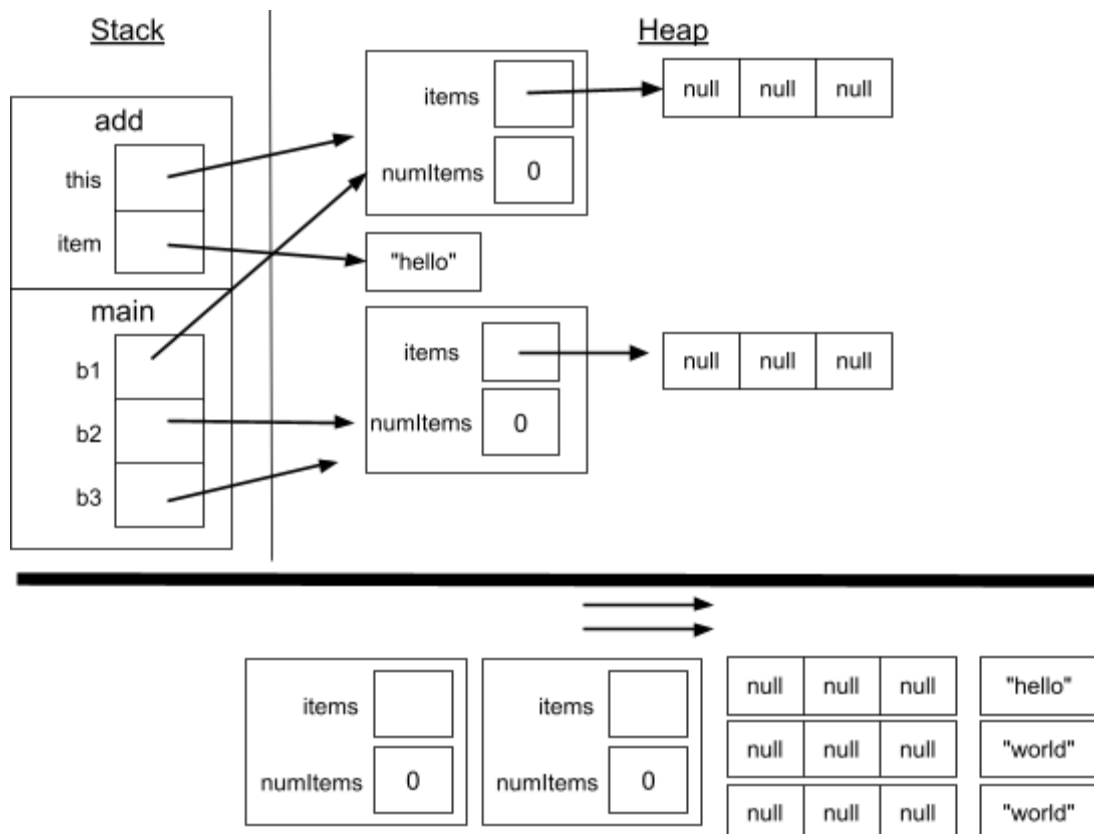 Stack
Heap
add
this
item
main
b1
b2
b3
items
numItems
0
null null null
"hello"
items
numItems
0
null null null
items
numItems
0
items
numItems
0
null null null
"hello"
null null null
"world"
null null null
"world"